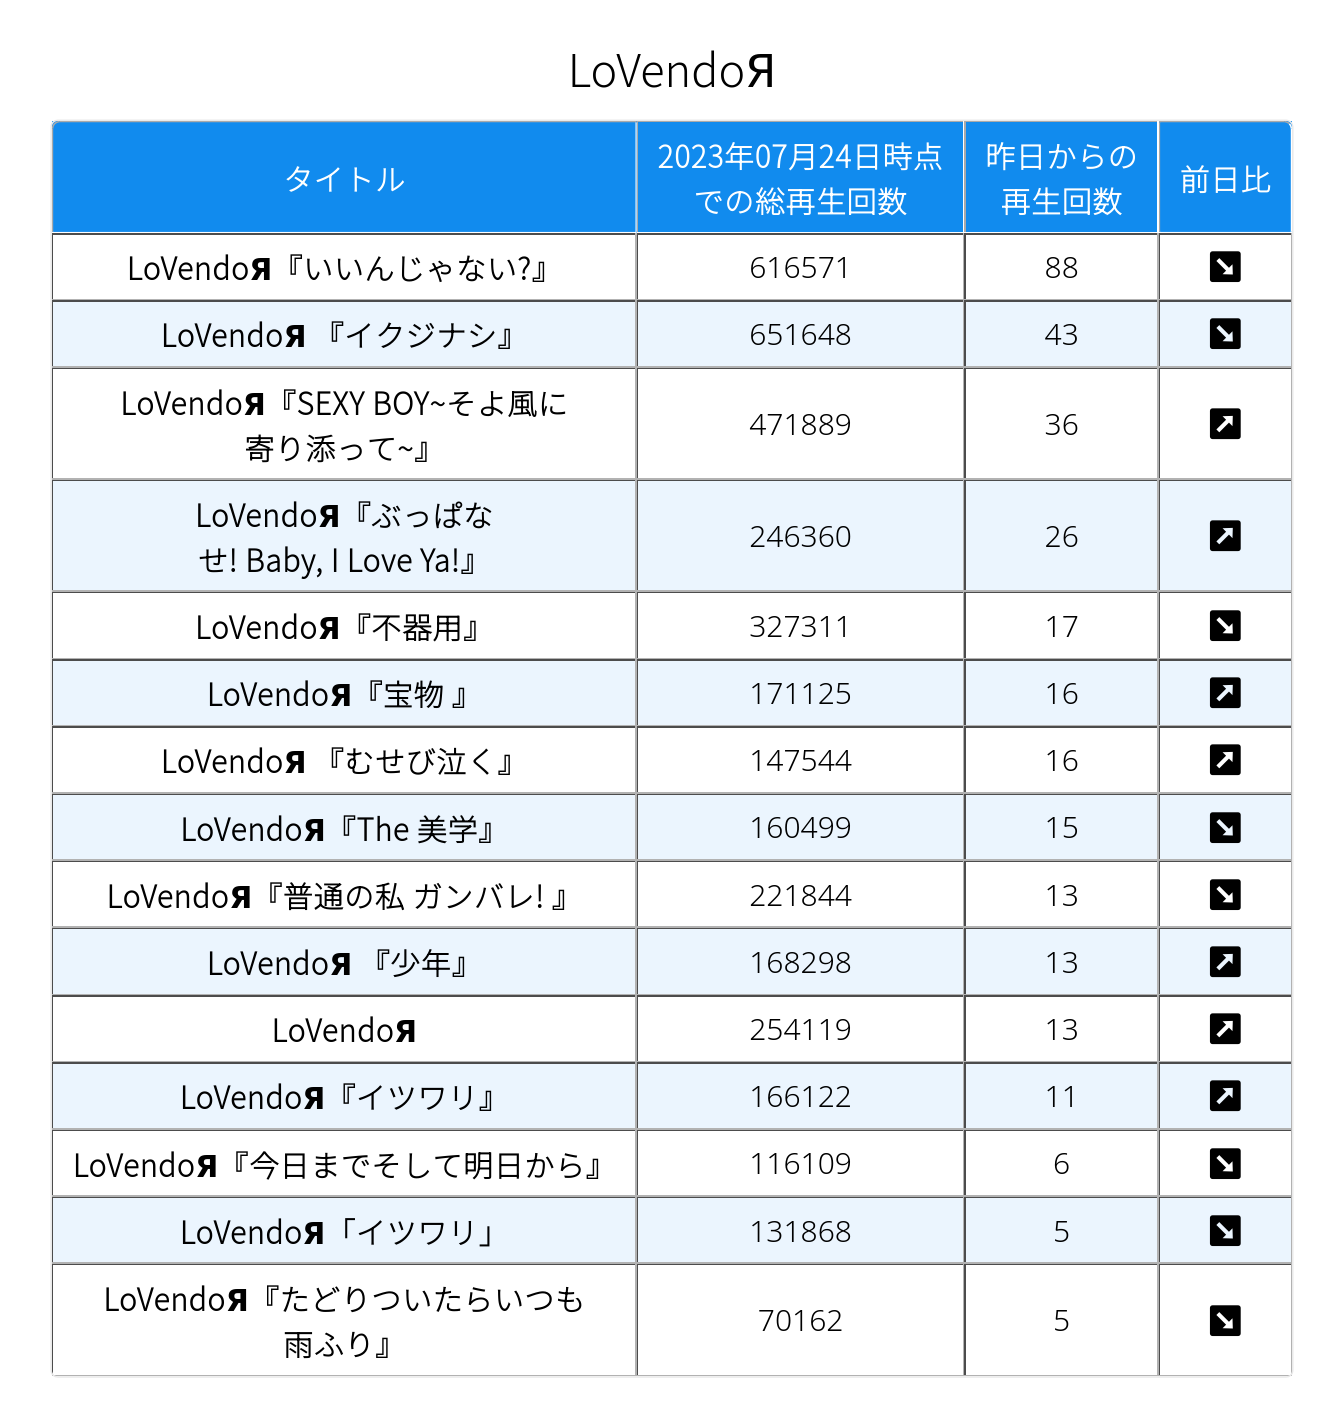 LoVendoЯ
タイトル
2023年07月24日時点
での総再生回数
昨日からの
再生回数
前日比
LoVendoЯ『いいんじゃない?』 616571 88 ↘
LoVendoЯ 『イクジナシ』 651648 43 ↘
LoVendoЯ『SEXY BOY~そよ風に
寄り添って~』 471889 36 ↗
LoVendoЯ『ぶっぱな
せ! Baby, I Love Ya!』 246360 26 ↗
LoVendoЯ『不器用』 327311 17 ↘
LoVendoЯ『宝物 』 171125 16 ↗
LoVendoЯ 『むせび泣く』 147544 16 ↗
LoVendoЯ『The 美学』 160499 15 ↘
LoVendoЯ『普通の私 ガンバレ! 』 221844 13 ↘
LoVendoЯ 『少年』 168298 13 ↗
LoVendoЯ 254119 13 ↗
LoVendoЯ『イツワリ』 166122 11 ↗
LoVendoЯ『今日までそして明日から』 116109 6 ↘
LoVendoЯ「イツワリ」 131868 5 ↘
LoVendoЯ『たどりついたらいつも
雨ふり』 70162 5 ↘